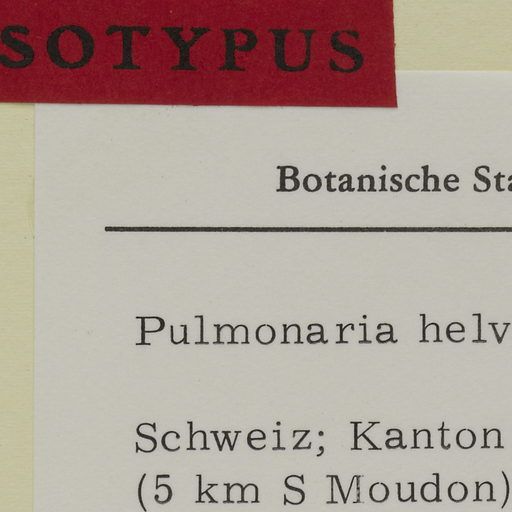 SOTYPUS
Botanische Sta
Pulmonaria helv
Schweiz; Kanton
(5 km S Moudon)